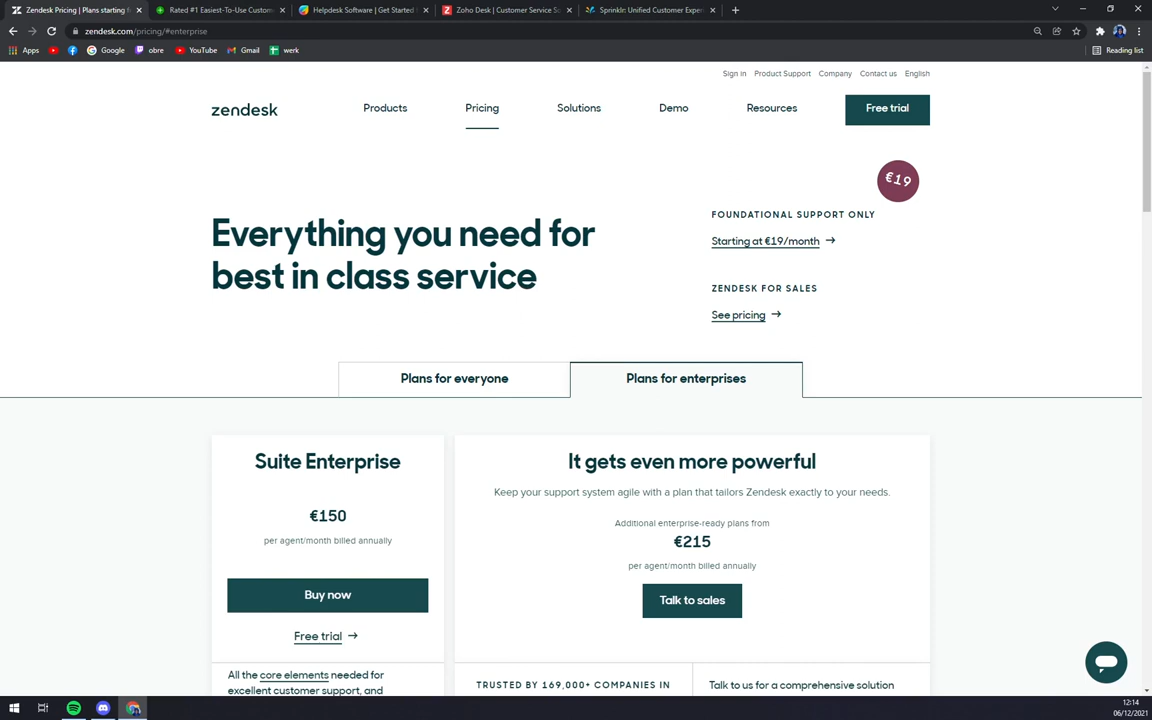 Zendesk Pricing | Plans starting f
Rated #1 Easiest-To-Use Custome
Helpdesk Software | Get Started F
Zoho Desk | Customer Service So
Sprinklr: Unified Customer Exper
zendesk.com/pricing/#enterprise
Apps
YouTube
Gmail
Google
obre
werk
Reading list
Sign in
Product Support
Company
Contact us
English
zendesk
Products
Pricing
Solutions
Demo
Resources
Free trial
€19
Everything you need for
best in class service
FOUNDATIONAL SUPPORT ONLY
Starting at €19/month →
ZENDESK FOR SALES
See pricing →
Plans for everyone
Plans for enterprises
Suite Enterprise
€150
per agent/month billed annually
Buy now
Free trial →
All the core elements needed for
excellent customer support, and
It gets even more powerful
Keep your support system agile with a plan that tailors Zendesk exactly to your needs.
Additional enterprise-ready plans from
€215
per agent/month billed annually
Talk to sales
TRUSTED BY 169,000+ COMPANIES IN
Talk to us for a comprehensive solution
12:14
06/12/2021